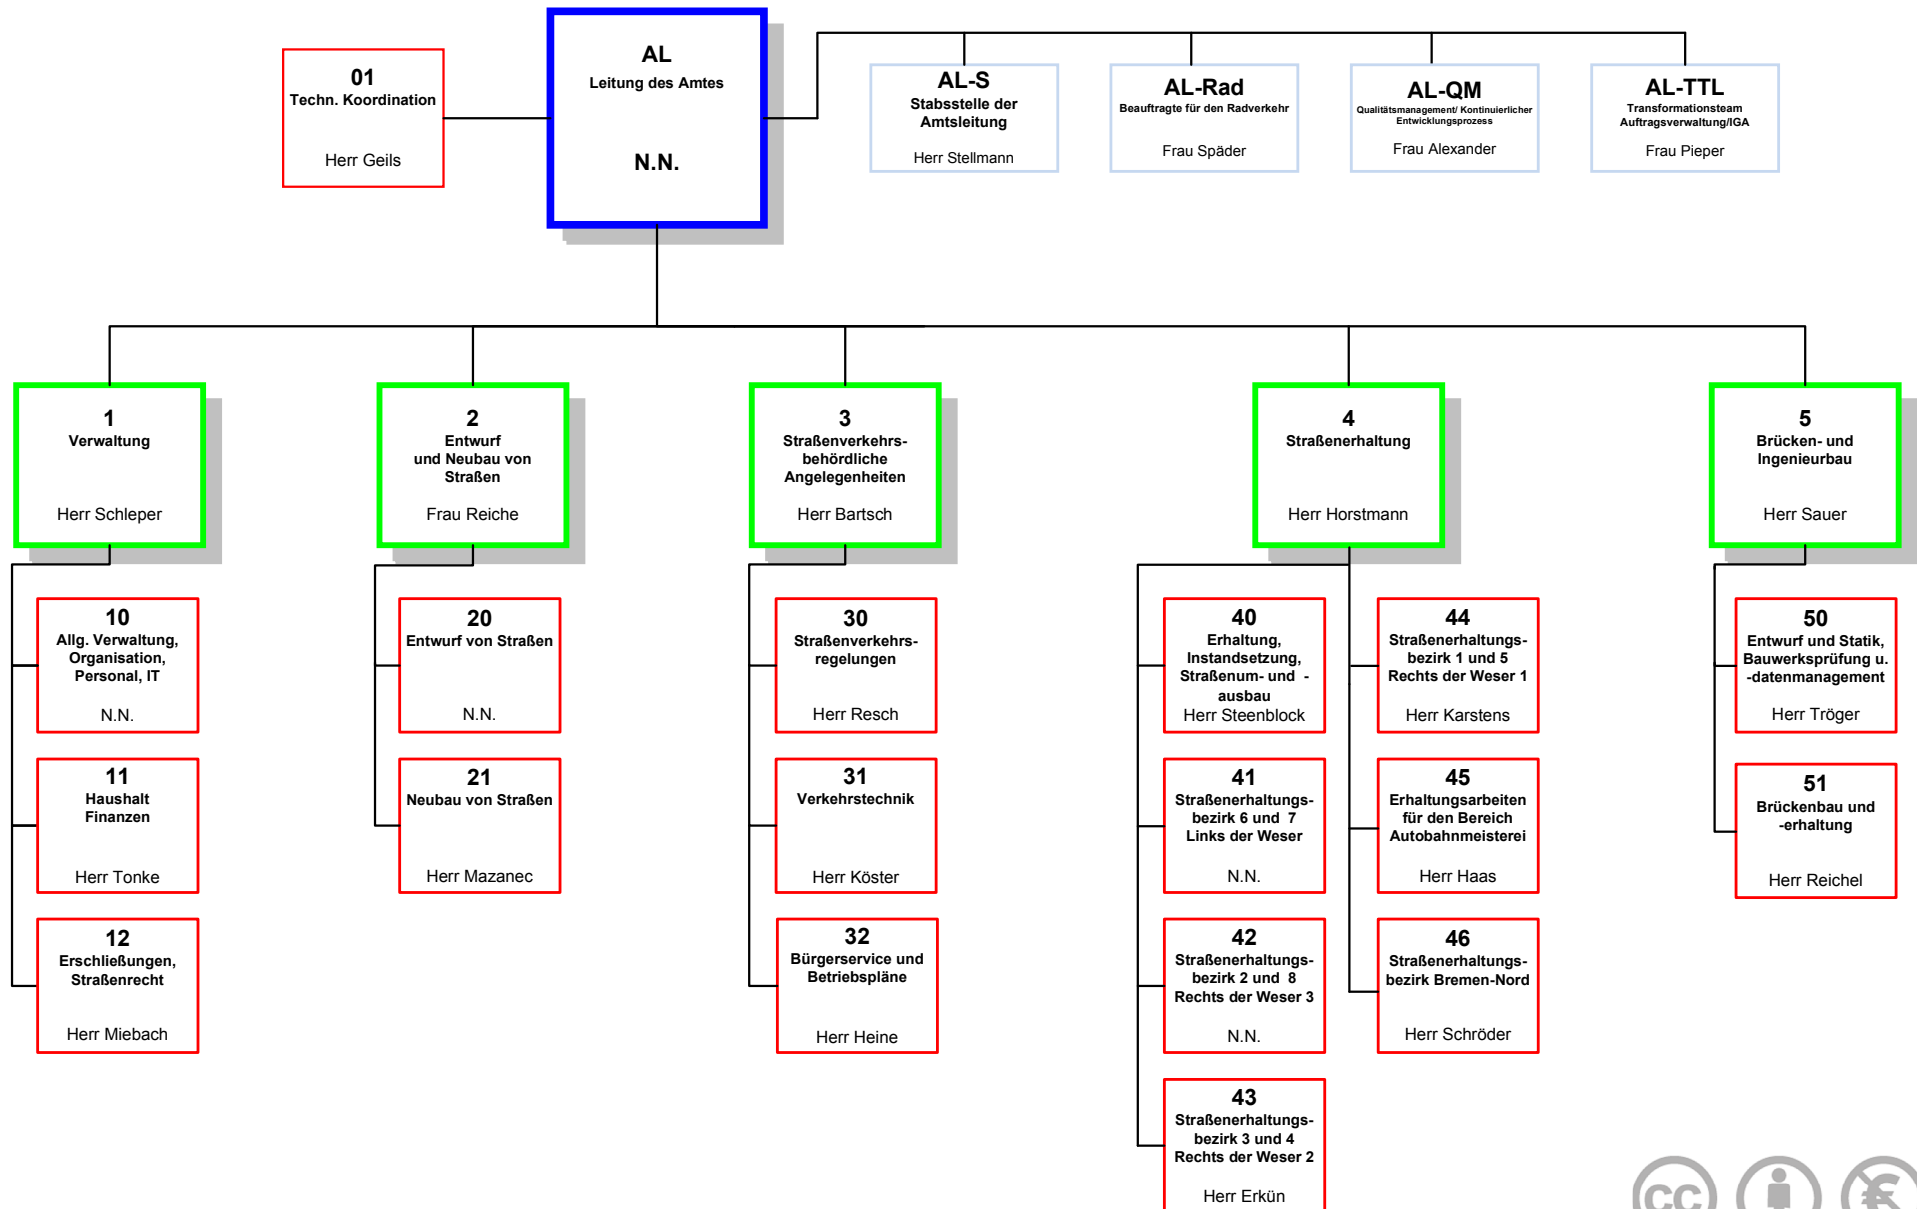 01
Techn. Koordination
Herr Geils
AL
Leitung des Amtes
N.N.
AL-S
Stabsstelle der
Amtsleitung
Herr Stellmann
AL-Rad
Beauftragte für den Radverkehr
Frau Späder
AL-QM
Qualitätsmanagement/ Kontinuierlicher
Entwicklungsprozess
Frau Alexander
AL-TTL
Transformationsteam
Auftragsverwaltung/IGA
Frau Pieper
1
Verwaltung
Herr Schleper
2
Entwurf
und Neubau von
Straßen
Frau Reiche
3
Straßenverkehrs-
behördliche
Angelegenheiten
Herr Bartsch
4
Straßenerhaltung
Herr Horstmann
5
Brücken- und
Ingenieurbau
Herr Sauer
10
Allg. Verwaltung,
Organisation,
Personal, IT
N.N.
11
Haushalt
Finanzen
Herr Tonke
12
Erschließungen,
Straßenrecht
Herr Miebach
20
Entwurf von Straßen
N.N.
21
Neubau von Straßen
Herr Mazanec
30
Straßenverkehrs-
regelungen
Herr Resch
31
Verkehrstechnik
Herr Köster
32
Bürgerservice und
Betriebspläne
Herr Heine
40
Erhaltung,
Instandsetzung,
Straßenum- und -
ausbau
Herr Steenblock
41
Straßenerhaltungs-
bezirk 6 und 7
Links der Weser
N.N.
42
Straßenerhaltungs-
bezirk 2 und 8
Rechts der Weser 3
N.N.
43
Straßenerhaltungs-
bezirk 3 und 4
Rechts der Weser 2
Herr Erkün
44
Straßenerhaltungs-
bezirk 1 und 5
Rechts der Weser 1
Herr Karstens
45
Erhaltungsarbeiten
für den Bereich
Autobahnmeisterei
Herr Haas
46
Straßenerhaltungs-
bezirk Bremen-Nord
Herr Schröder
50
Entwurf und Statik,
Bauwerksprüfung u.
-datenmanagement
Herr Tröger
51
Brückenbau und
-erhaltung
Herr Reichel
cc
€